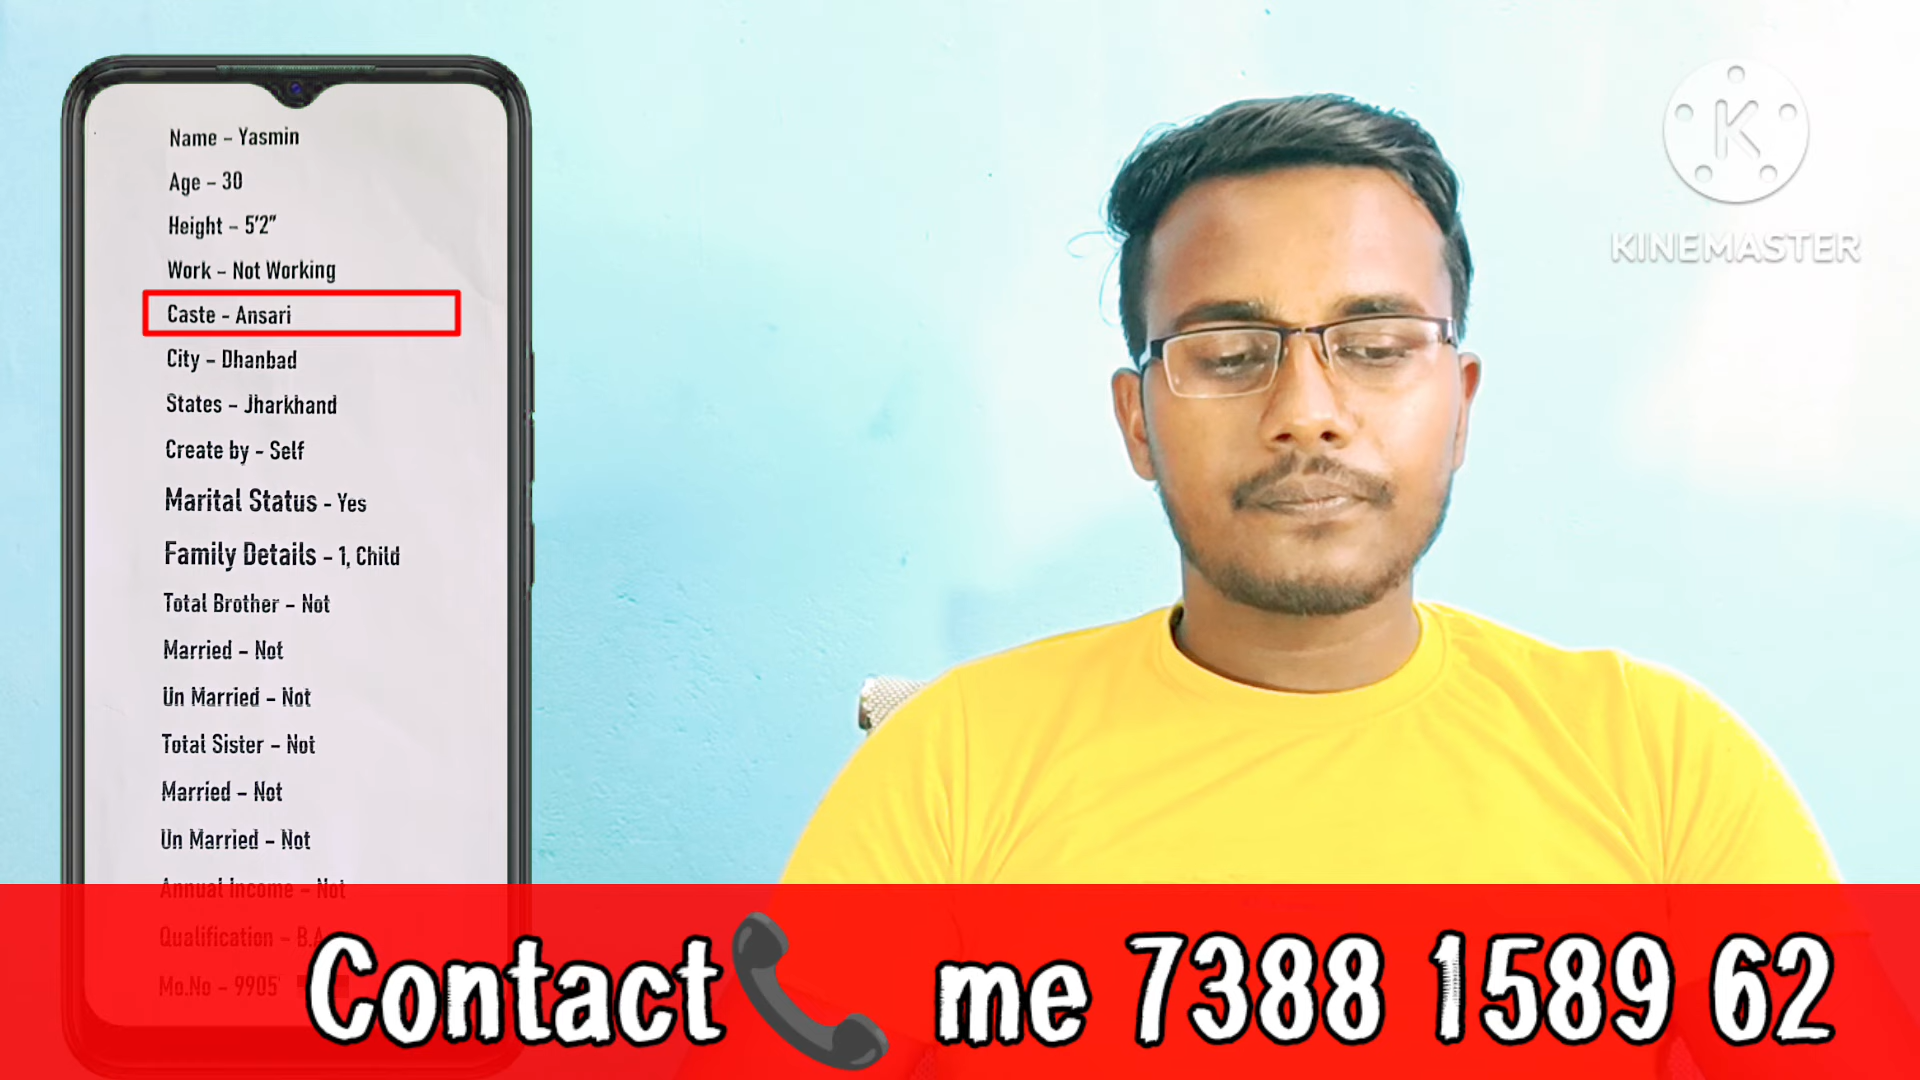 Name - Yasmin
Age - 30
Height - 5'2"
Work - Not Working
Caste - Ansari
City - Dhanbad
States - Jharkhand
Create by - Self
Marital Status - Yes
Family Details - 1, Child
Total Brother - Not
Married - Not
Un Married - Not
Total Sister - Not
Married - Not
Un Married - Not
Annual income - Not
Qualification - B.A
Mo.No - 9905
Contact me 7388 1589 62
K
KINEMASTER